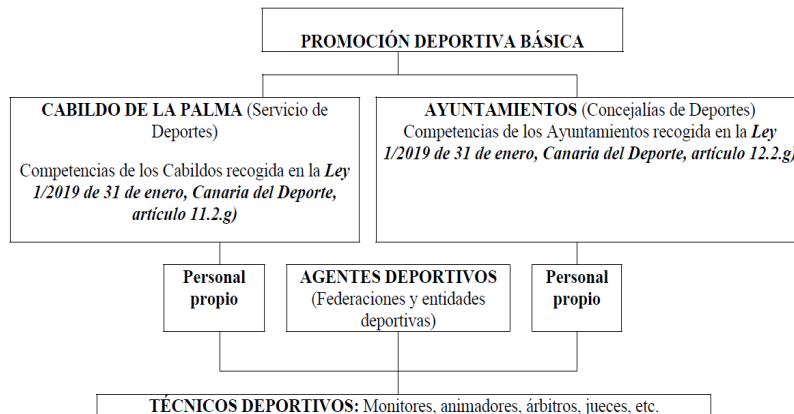 PROMOCIÓN DEPORTIVA BÁSICA
CABILDO DE LA PALMA (Servicio de
Deportes)
Competencias de los Cabildos recogida en la Ley
1/2019 de 31 de enero, Canaria del Deporte,
artículo 11.2.g)
AYUNTAMIENTOS (Concejalías de Deportes)
Competencias de los Ayuntamientos recogida en la Ley
1/2019 de 31 de enero, Canaria del Deporte, artículo 12.2.g)
Personal
propio
AGENTES DEPORTIVOS
(Federaciones y entidades
deportivas)
Personal
propio
TÉCNICOS DEPORTIVOS: Monitores, animadores, árbitros, jueces, etc.